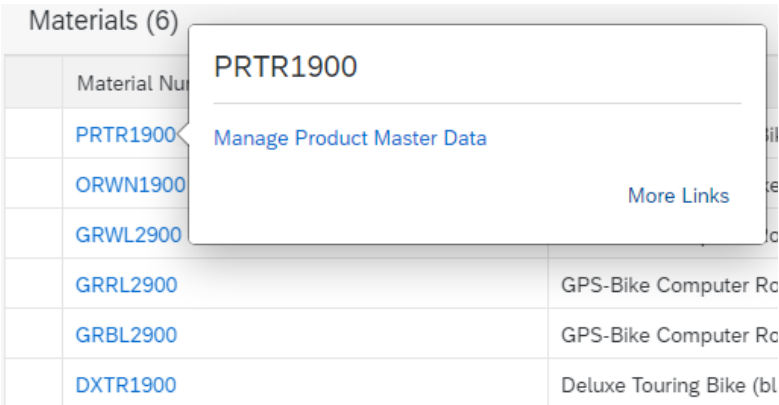 Materials (6)
Material Nu
PRTR1900
Manage Product Master Data
More Links
PRTR1900
ORWN1900
GRWL2900
GRRL2900 GPS-Bike Computer Ro
GRBL2900 GPS-Bike Computer Ro
DXTR1900 Deluxe Touring Bike (bl